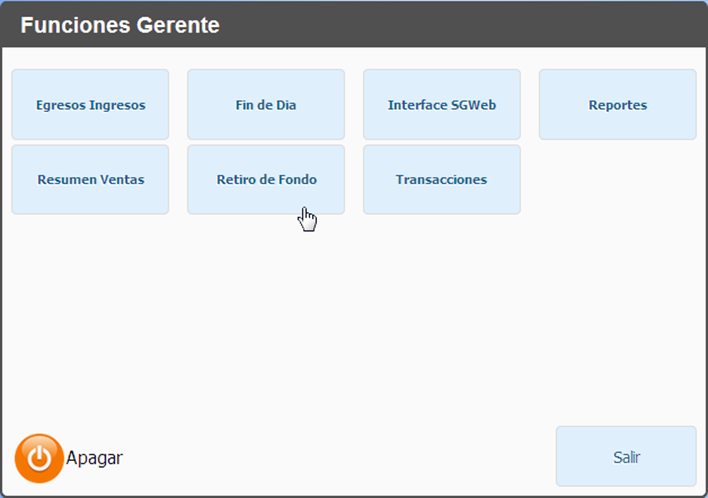 Funciones Gerente
Egresos Ingresos
Fin de Dia
Interface SGWeb
Reportes
Resumen Ventas
Retiro de Fondo
Transacciones
Apagar
Salir